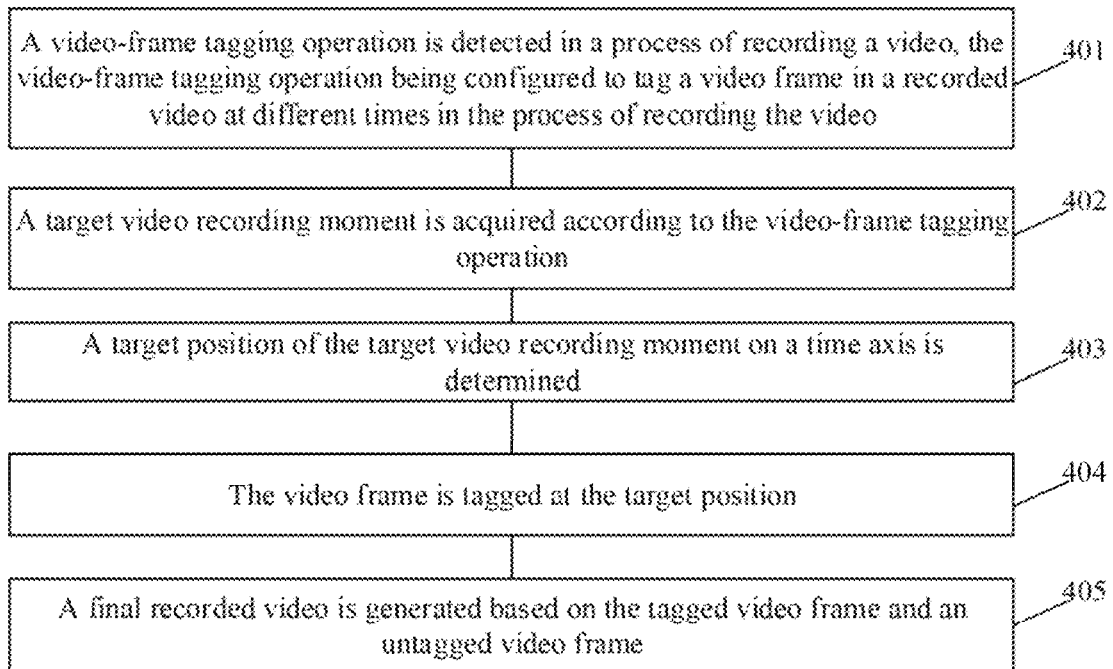 A video-frame tagging operation is detected in a process of recording a video, the
video-frame tagging operation being configured to tag a video frame in a recorded
video at different times in the process of recording the video
401
A target video recording moment is acquired according to the video-frame tagging
operation
402
A target position of the target video recording moment on a time axis is
determined
403
The video frame is tagged at the target position
404
A final recorded video is generated based on the tagged video frame and an
untagged video frame
405